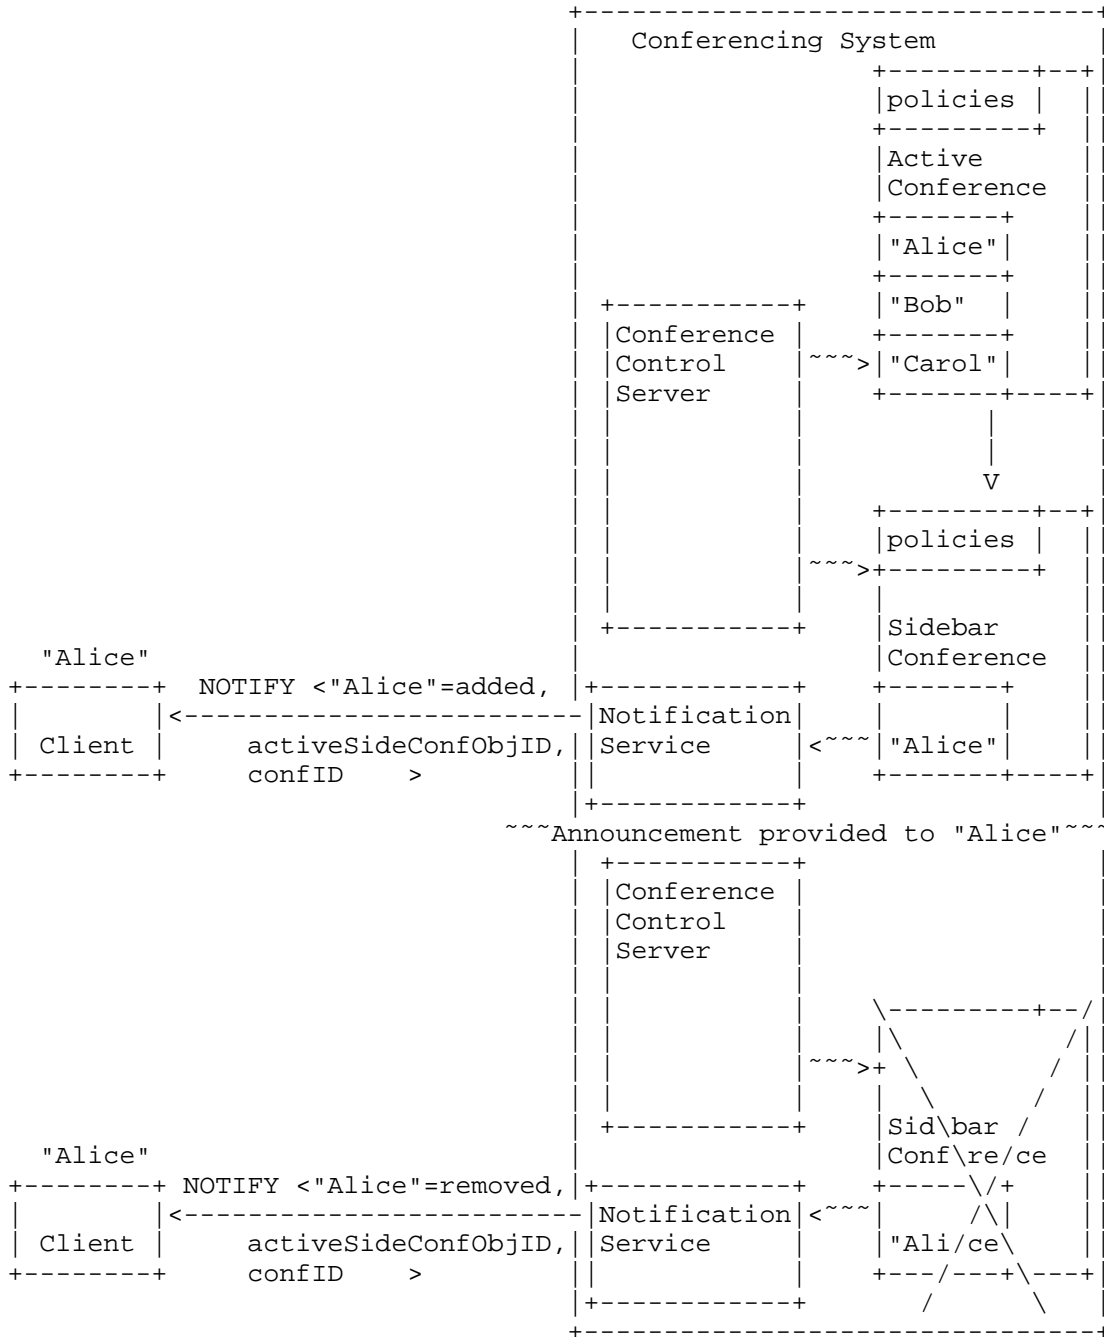 Conferencing System
policies
Active
Conference
"Alice"
"Bob"
Conference
Control
Server
"Carol"
V
policies
Sidebar
Conference
"Alice"
NOTIFY <"Alice"=added,
activeSideConfObjID,
confID >
Client
Notification
Service
"Alice"
~~~Announcement provided to "Alice"~~~
Conference
Control
Server
Sid\bar /
Conf\re/ce
"Alice"
NOTIFY <"Alice"=removed,
activeSideConfObjID,
confID >
Client
Notification
Service
"Ali/ce\